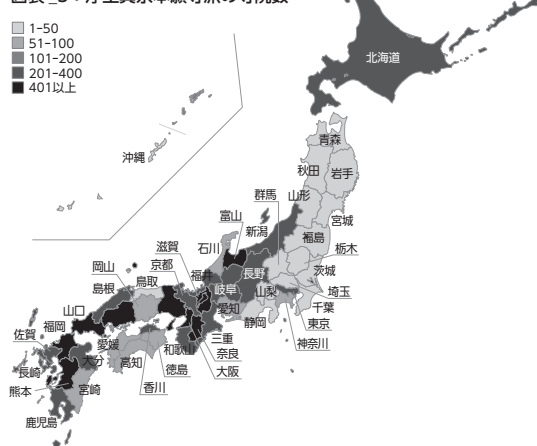 1-50
51-100
101-200
201-400
401以上
北海道
沖縄
青森
秋田
岩手
群馬
山形
富山
新潟
宮城
石川
福島
滋賀
栃木
岡山
京都
福井
長野
茨城
島根
鳥取
岐阜
山梨
埼玉
山口
愛知
千葉
福岡
静岡
東京
佐賀
愛媛
和歌山
三重
神奈川
長崎
大分
高知
徳島
奈良
熊本
宮崎
香川
大阪
鹿児島